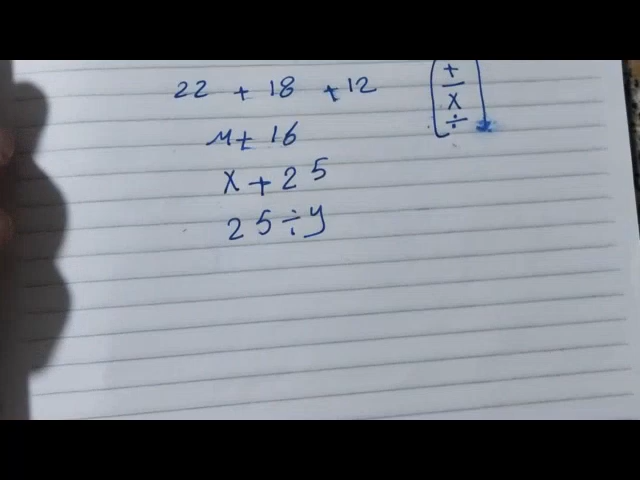 22 + 18 + 12
x + 16
x + 25
25 ÷ y
+
-
x
÷